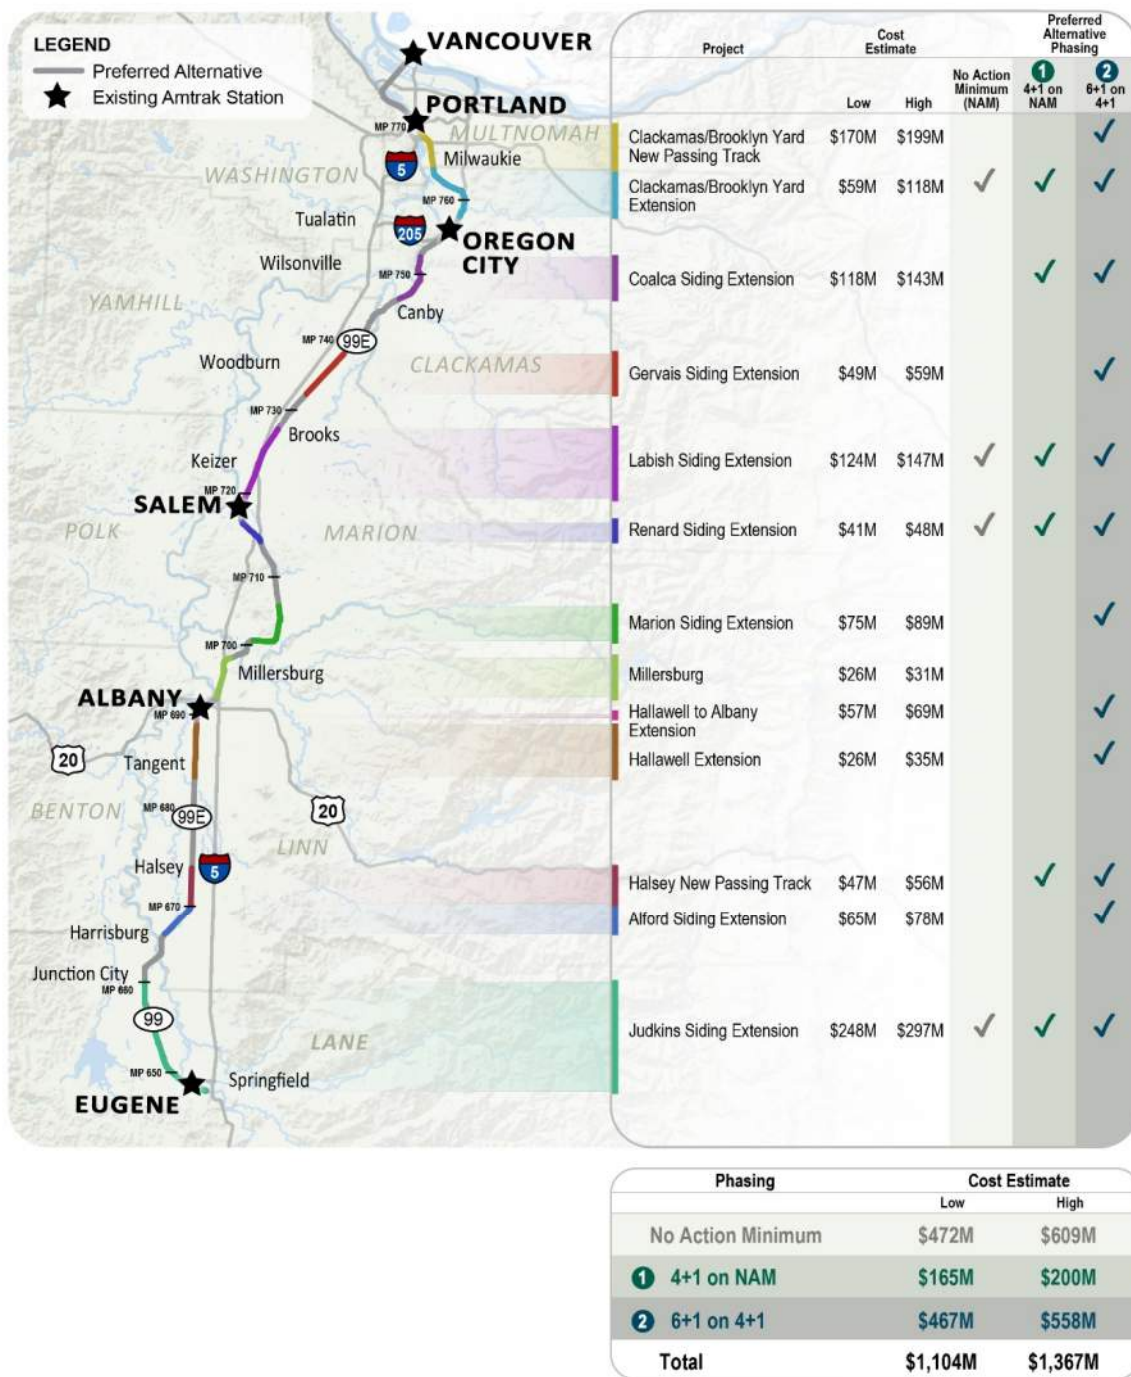 LEGEND
Preferred Alternative
Existing Amtrak Station
VANCOUVER
PORTLAND
MP 770
MULTNOMAH
Milwaukie
5
WASHINGTON
MP 760
Tualatin
205
OREGON
CITY
Wilsonville
MP 750
YAMHILL
Canby
MP 740
99E
Woodburn
CLACKAMAS
MP 730
Brooks
Keizer
MP 720
SALEM
POLK
MARION
MP 710
MP 700
Millersburg
ALBANY
MP 690
20
Tangent
BENTON
MP 680
99E
20
LINN
Halsey
5
MP 670
Harrisburg
Junction City
MP 660
99
LANE
MP 650
Springfield
EUGENE
Preferred
Alternative
Phasing
Project Cost
Estimate
No Action
Minimum
(NAM)
1
4+1 on
NAM
2
6+1 on
4+1
Low High
Clackamas/Brooklyn Yard $170M $199M ✓
New Passing Track
Clackamas/Brooklyn Yard $59M $118M ✓ ✓ ✓
Extension
Coalca Siding Extension $118M $143M ✓ ✓
Gervais Siding Extension $49M $59M ✓
Labish Siding Extension $124M $147M ✓ ✓ ✓
Renard Siding Extension $41M $48M ✓ ✓ ✓
Marion Siding Extension $75M $89M ✓
Millersburg $26M $31M
Hallawell to Albany $57M $69M ✓
Extension
Hallawell Extension $26M $35M ✓
Halsey New Passing Track $47M $56M ✓ ✓
Alford Siding Extension $65M $78M ✓
Judkins Siding Extension $248M $297M ✓ ✓ ✓
Phasing Cost Estimate
Low High
No Action Minimum $472M $609M
1 4+1 on NAM $165M $200M
2 6+1 on 4+1 $467M $558M
Total $1,104M $1,367M